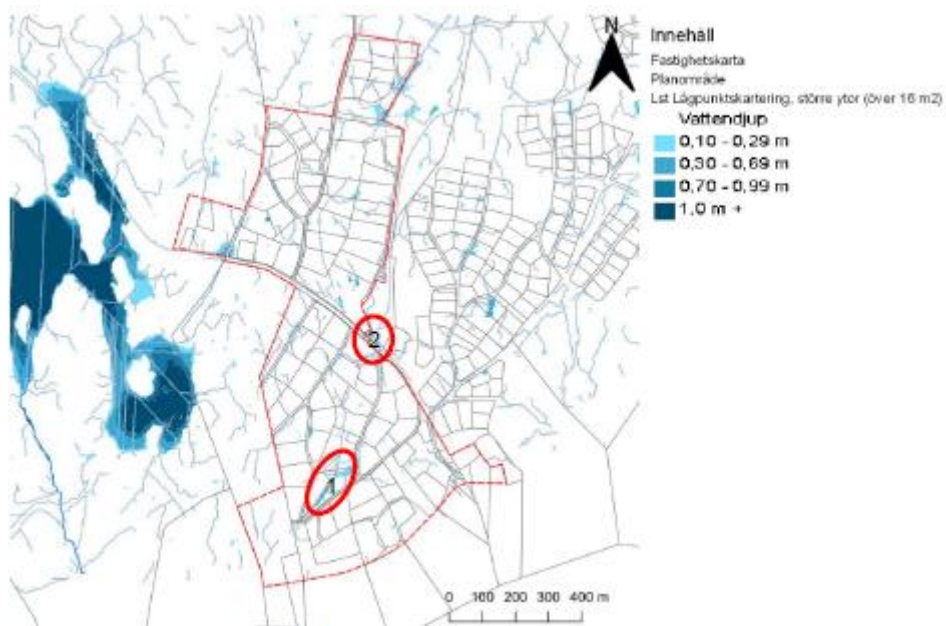 N
Innehåll
Fastighetskarta
Planområde
Lst Lågpunktskartering, större ytor (över 16 m2)
Vattendjup
0,10 - 0,29 m
0,30 - 0,69 m
0,70 - 0,99 m
1,0 m +
2
1
0 100 200 300 400 m